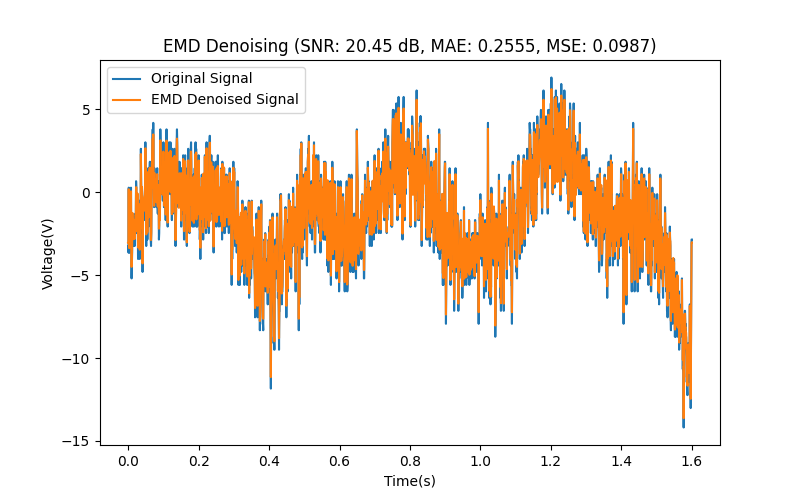 EMD Denoising (SNR: 20.45 dB, MAE: 0.2555, MSE: 0.0987)
Original Signal
EMD Denoised Signal
5
0
−5
−10
−15
Voltage(V)
0.0 0.2 0.4 0.6 0.8 1.0 1.2 1.4 1.6
Time(s)